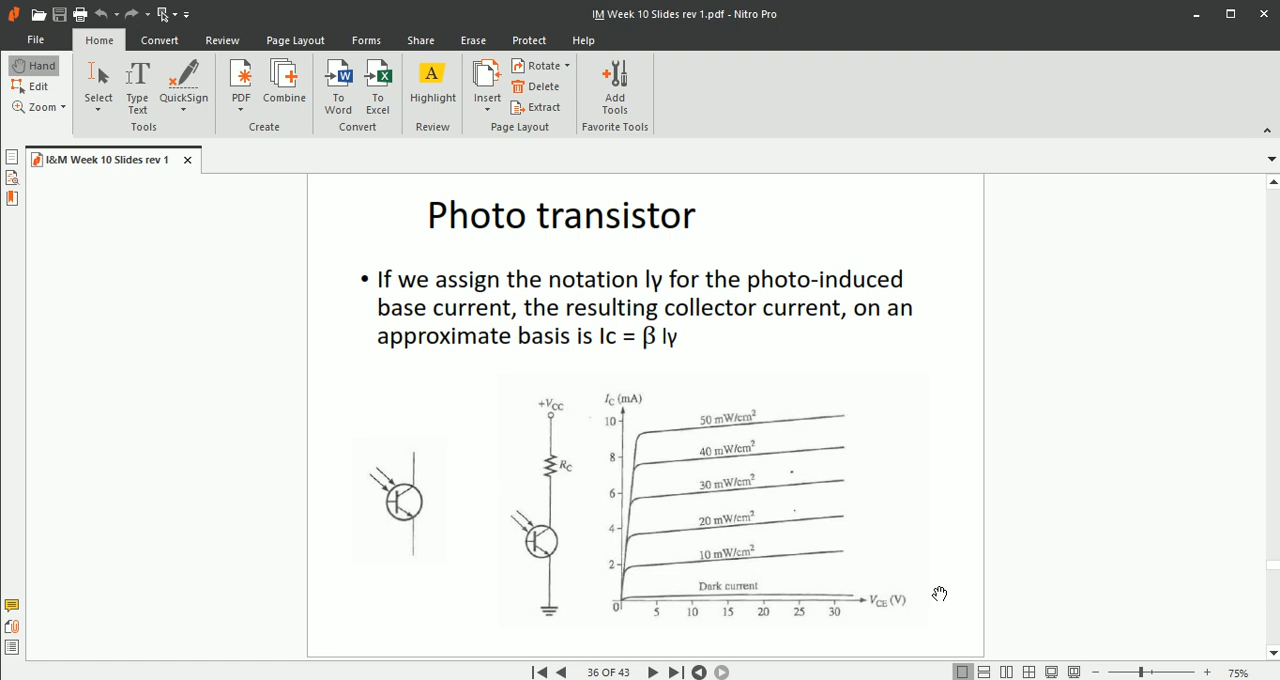 IM Week 10 Slides rev 1.pdf - Nitro Pro
File Home Convert Review Page Layout Forms Share Erase Protect Help
Hand
Edit
Zoom
Select
Type Text
QuickSign
Tools
PDF
Combine
Create
To Word
To Excel
Convert
Highlight
Review
Insert
Rotate
Delete
Extract
Page Layout
Add Tools
Favorite Tools
I&M Week 10 Slides rev 1
Photo transistor
• If we assign the notation Iγ for the photo-induced
base current, the resulting collector current, on an
approximate basis is Ic = β Iγ
+VCC
RC
IC (mA)
10
8
6
4
2
0
50 mW/cm²
40 mW/cm²
30 mW/cm²
20 mW/cm²
10 mW/cm²
Dark current
5 10 15 20 25 30
VCE (V)
36 OF 43
75%